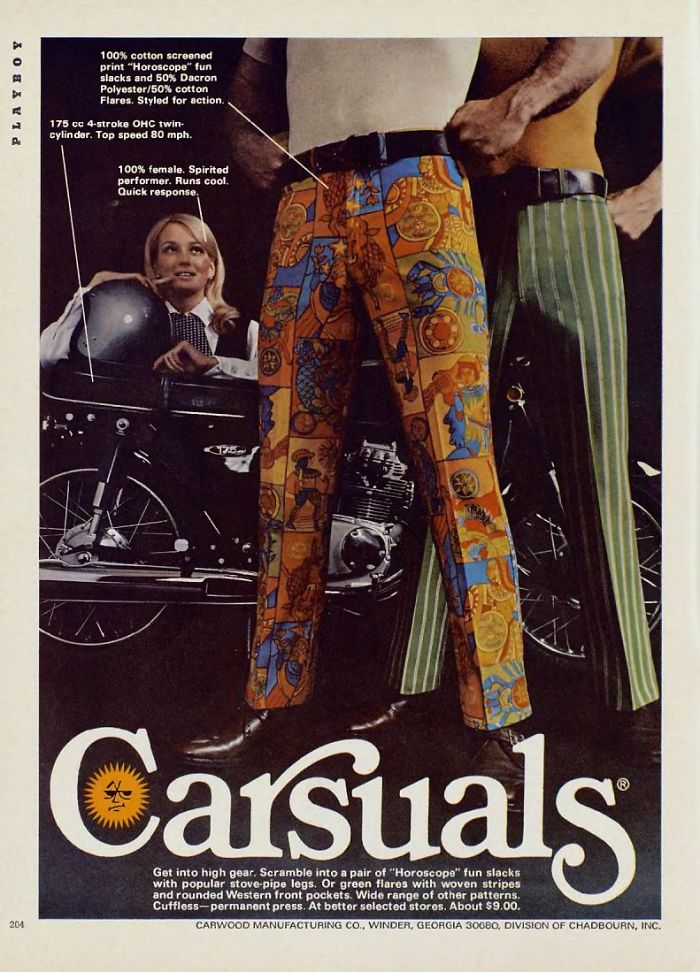 PLAYBOY
100% cotton screened
print "Horoscope" fun
slacks and 50% Dacron
Polyester/50% cotton
Flares. Styled for action.
175 cc 4-stroke OHC twin-
cylinder. Top speed 80 mph.
100% female. Spirited
performer. Runs cool.
Quick response.
175
Carsuals®
Get into high gear. Scramble into a pair of "Horoscope" fun slacks
with popular stove-pipe legs. Or green flares with woven stripes
and rounded Western front pockets. Wide range of other patterns.
Cuffless—permanent press. At better selected stores. About $9.00.
204
CARWOOD MANUFACTURING CO., WINDER, GEORGIA 30680, DIVISION OF CHADBOURN, INC.